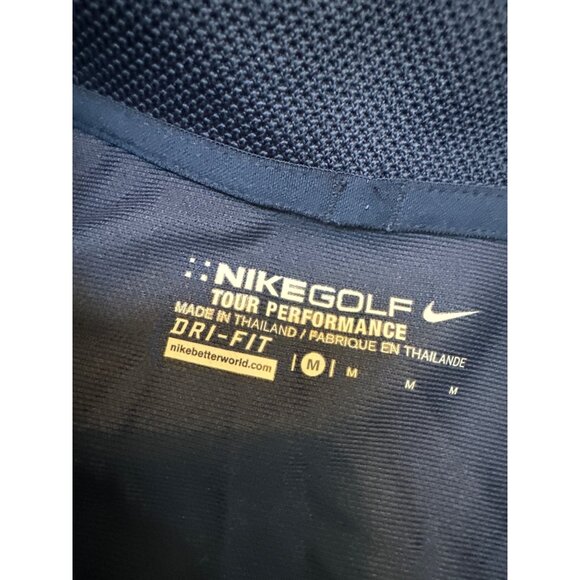 NIKEGOLF
TOUR PERFORMANCE
MADE IN THAILAND / FABRIQUE EN THAILANDE
DRI-FIT
nikebetterworld.com | M | M M M